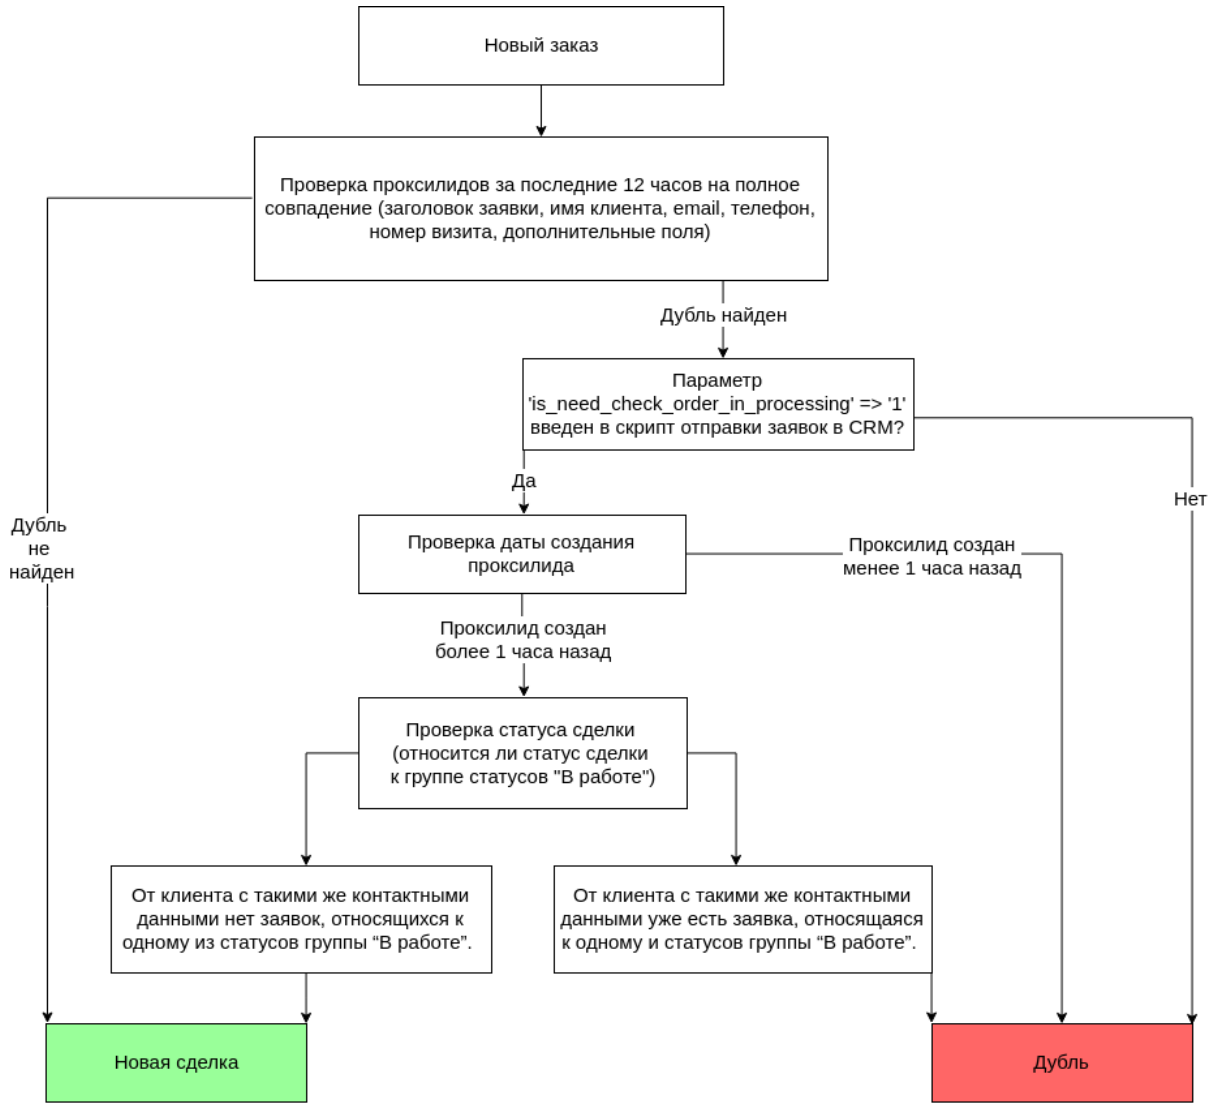 Новый заказ
Проверка проксилидов за последние 12 часов на полное
совпадение (заголовок заявки, имя клиента, email, телефон,
номер визита, дополнительные поля)
Дубль найден
Параметр
'is_need_check_order_in_processing' => '1'
введен в скрипт отправки заявок в CRM?
Да
Нет
Дубль
не
найден
Проверка даты создания
проксилида
Проксилид создан
менее 1 часа назад
Проксилид создан
более 1 часа назад
Проверка статуса сделки
(относится ли статус сделки
к группе статусов "В работе")
От клиента с такими же контактными
данными нет заявок, относящихся к
одному из статусов группы “В работе”.
От клиента с такими же контактными
данными уже есть заявка, относящаяся
к одному и статусов группы “В работе”.
Новая сделка
Дубль